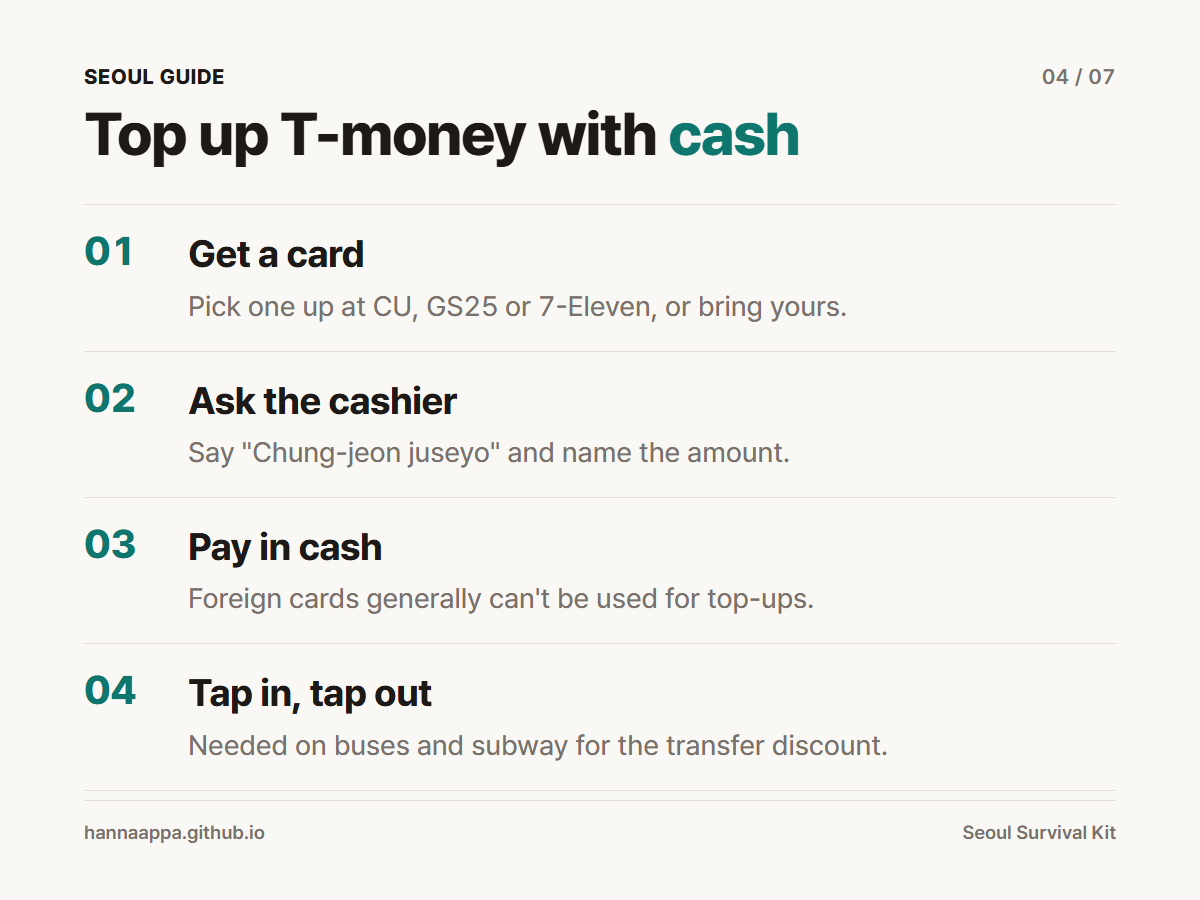 SEOUL GUIDE
04 / 07
Top up T-money with cash
01
Get a card
Pick one up at CU, GS25 or 7-Eleven, or bring yours.
02
Ask the cashier
Say "Chung-jeon juseyo" and name the amount.
03
Pay in cash
Foreign cards generally can't be used for top-ups.
04
Tap in, tap out
Needed on buses and subway for the transfer discount.
hannaappa.github.io
Seoul Survival Kit